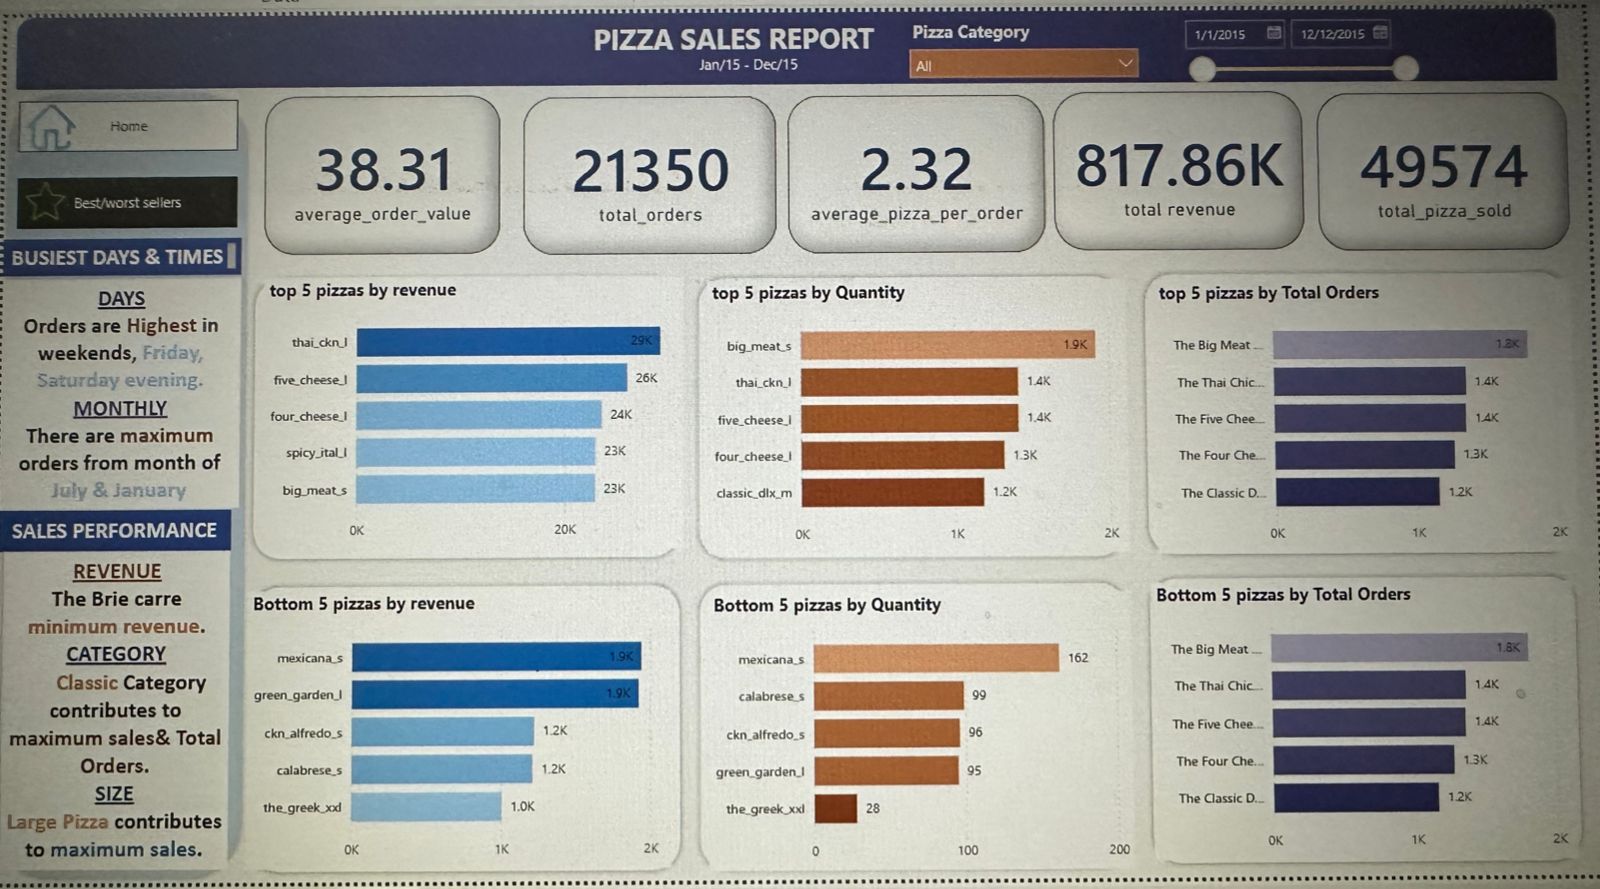 PIZZA SALES REPORT
Jan/15 - Dec/15
Pizza Category
All
1/1/2015
12/12/2015
Home
Best/worst sellers
BUSIEST DAYS & TIMES
DAYS
Orders are Highest in
weekends, Friday,
Saturday evening.
MONTHLY
There are maximum
orders from month of
July & January
SALES PERFORMANCE
REVENUE
The Brie carre
minimum revenue.
CATEGORY
Classic Category
contributes to
maximum sales& Total
Orders.
SIZE
Large Pizza contributes
to maximum sales.
38.31
average_order_value
21350
total_orders
2.32
average_pizza_per_order
817.86K
total revenue
49574
total_pizza_sold
top 5 pizzas by revenue
thai_ckn_l 29K
five_cheese_l 26K
four_cheese_l 24K
spicy_ital_l 23K
big_meat_s 23K
0K 20K
top 5 pizzas by Quantity
big_meat_s 1.9K
thai_ckn_l 1.4K
five_cheese_l 1.4K
four_cheese_l 1.3K
classic_dlx_m 1.2K
0K 1K 2K
top 5 pizzas by Total Orders
The Big Meat ... 1.8K
The Thai Chic... 1.4K
The Five Chee... 1.4K
The Four Che... 1.3K
The Classic D... 1.2K
0K 1K 2K
Bottom 5 pizzas by revenue
mexicana_s 1.9K
green_garden_l 1.9K
ckn_alfredo_s 1.2K
calabrese_s 1.2K
the_greek_xxl 1.0K
0K 1K 2K
Bottom 5 pizzas by Quantity
mexicana_s 162
calabrese_s 99
ckn_alfredo_s 96
green_garden_l 95
the_greek_xxl 28
0 100 200
Bottom 5 pizzas by Total Orders
The Big Meat ... 1.8K
The Thai Chic... 1.4K
The Five Chee... 1.4K
The Four Che... 1.3K
The Classic D... 1.2K
0K 1K 2K